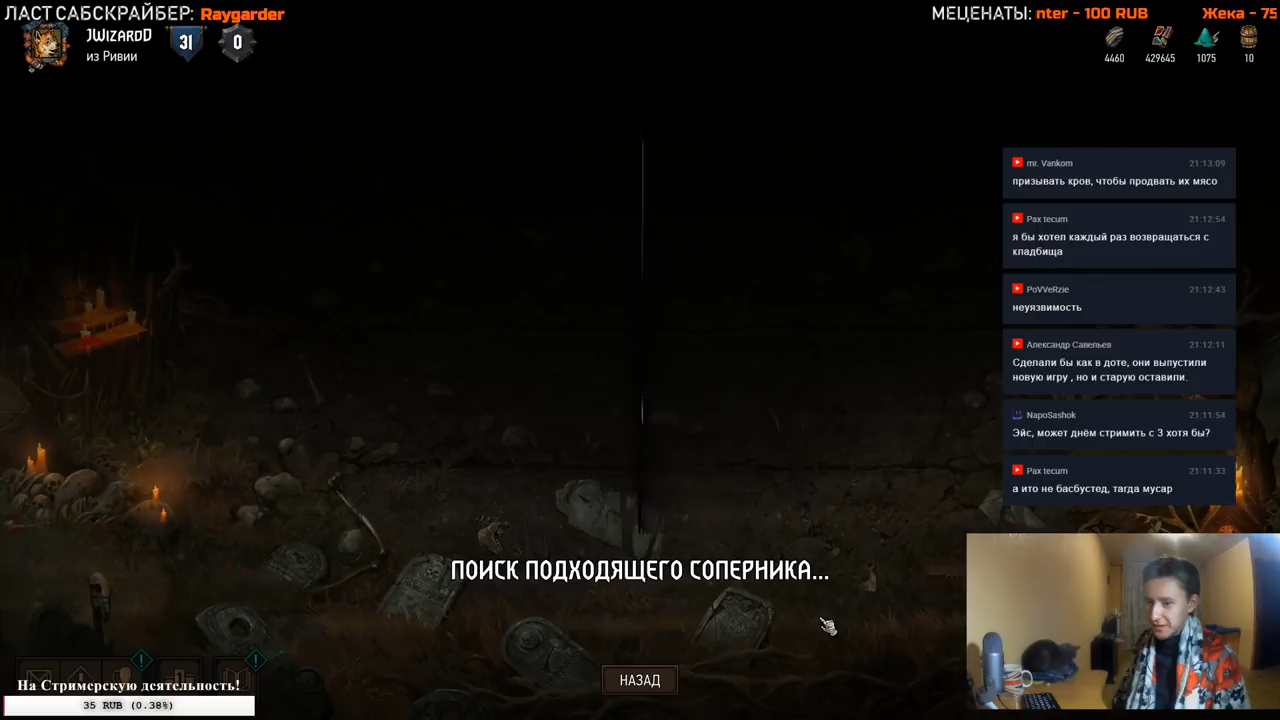 ЛАСТ САБСКРАЙБЕР: Raygarder
МЕЦЕНАТЫ: nter - 100 RUB Жека - 75
JWizardD
из Ривии
31
0
4460
429645
1075
10
mr. Vankom 21:13:09
призывать кров, чтобы продвать их мясо
Pax tecum 21:12:54
я бы хотел каждый раз возвращаться с
кладбища
PoVVeRzie 21:12:43
неуязвимость
Александр Савельев 21:12:11
Сделали бы как в доте, они выпустили
новую игру , но и старую оставили.
NapoSashok 21:11:54
Эйс, может днём стримить с 3 хотя бы?
Pax tecum 21:11:33
а ито не басбустед, тагда мусар
ПОИСК ПОДХОДЯЩЕГО СОПЕРНИКА...
НАЗАД
На Стримерскую деятельность!
35 RUB (0.38%)